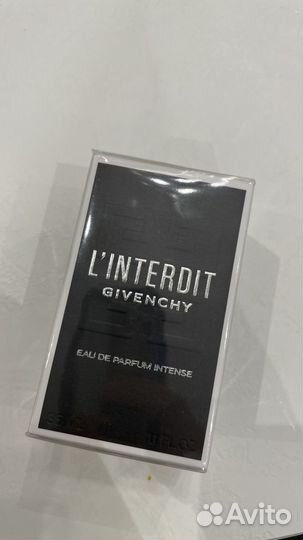 L'INTERDIT
GIVENCHY
EAU DE PARFUM INTENSE
Avito